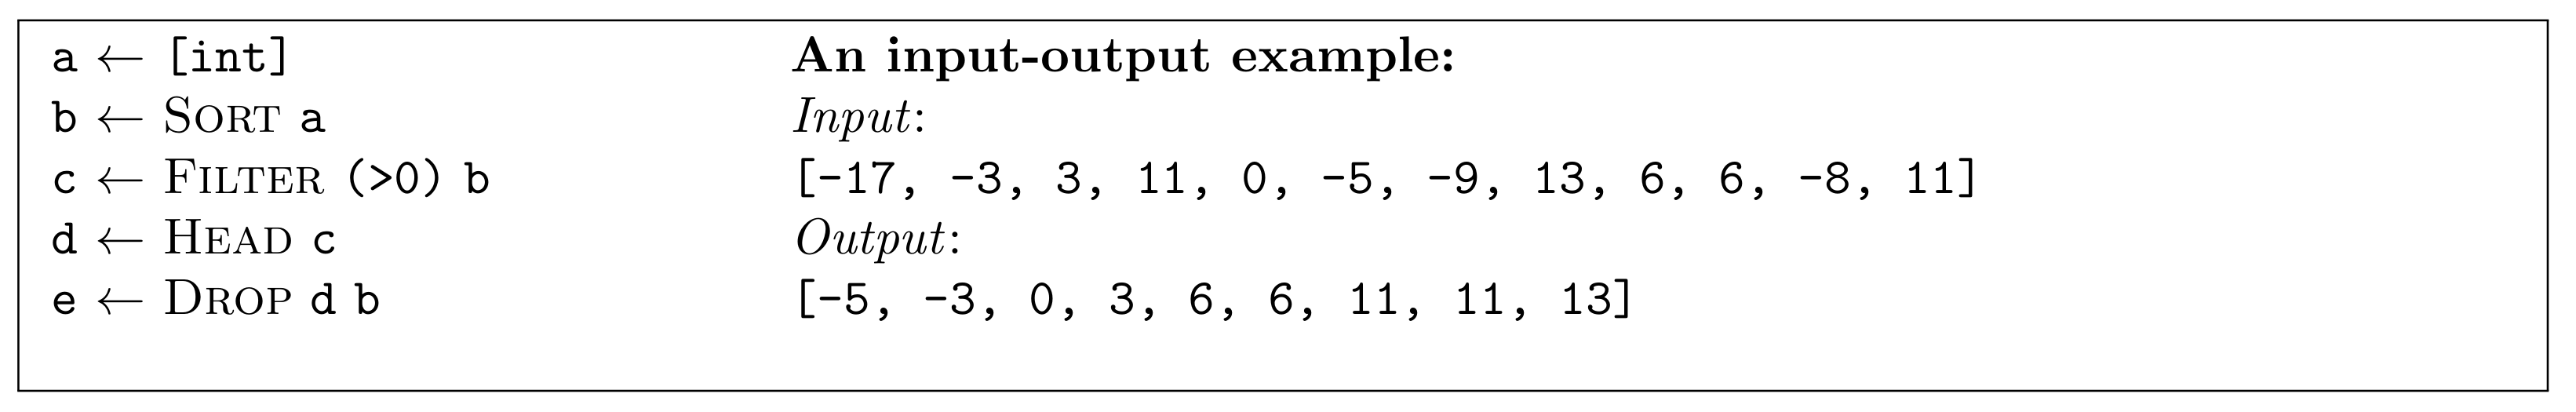 a ← [int]
b ← SORT a
c ← FILTER (>0) b
d ← HEAD c
e ← DROP d b
An input-output example:
Input:
[-17, -3, 3, 11, 0, -5, -9, 13, 6, 6, -8, 11]
Output:
[-5, -3, 0, 3, 6, 6, 11, 11, 13]